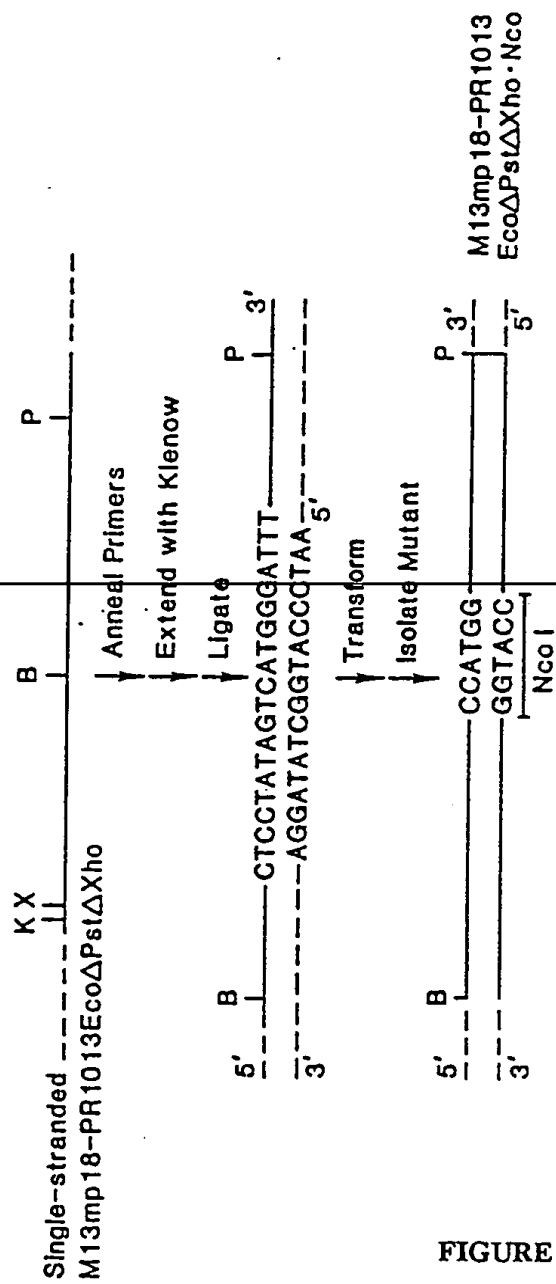 Single-stranded
M13mp18-PR1013EcoΔPstΔXho
K X B P
Anneal Primers
Extend with Klenow
Ligate
B P
5' 3'
CTCCTATAGTCATGGGATTT
AGGATATCGGTACCCTAA
3' 5'
Transform
Isolate Mutant
B P
5' 3'
CCATGG
GGTACC
3' 5'
NcoI
M13mp18-PR1013
EcoΔPstΔXho·Nco
FIGURE